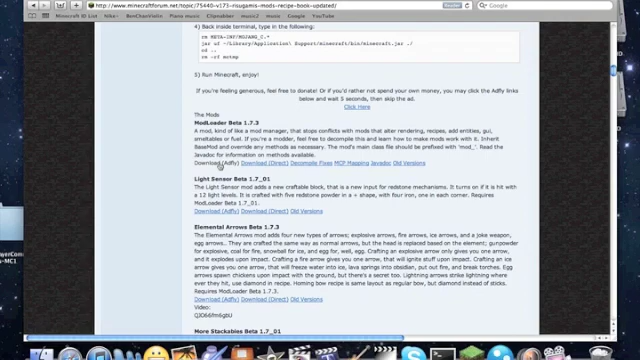 www.minecraftforum.net/topic/75440-v173-risugamis-mods-recipe-book-updated/
Reader
Google
Minecraft ID List
Nike
BenChanViolin
Piano music
Clipnabber
music2
music
Google
YouTube
4) Back inside terminal, type in the following:
rm META-INF/MOJANG_C.*
jar uf ~/Library/Application\ Support/minecraft/bin/minecraft.jar ./
cd ..
rm -rf mctmp
5) Run Minecraft, enjoy!
If you're feeling generous, feel free to donate! Or if you'd rather not spend your own money, you may click the Adfly links
below and wait 5 seconds, then skip the ad.
Click Here
The Mods
ModLoader Beta 1.7.3
A mod, kind of like a mod manager, that stops conflicts with mods that alter rendering, recipes, add entities, gui,
smeltables or fuel. If you're a modder, feel free to decompile and learn how to make mods work with it. Inherit
BaseMod and override any methods as necessary. The mod's main class file should be prefixed with 'mod_'. Read the
Javadoc for information on methods available.
Download (Adfly) Download (Direct) Decompile Fixes MCP Mapping Javadoc Old Versions
Light Sensor Beta 1.7_01
The Light Sensor mod adds a new craftable block, that is a new input for redstone mechanisms. It turns on if it is hit with
a 12 light levels. It is crafted with five redstone powder in a + shape, with four iron, one in each corner. Requires
ModLoader Beta 1.7_01.
Download (Adfly) Download (Direct) Old Versions
Elemental Arrows Beta 1.7.3
The Elemental Arrows mod adds four new types of arrows; explosive arrows, fire arrows, ice arrows, and a joke weapon,
egg arrows... They are crafted the same way as normal arrows, but the head is replaced based on the element; gunpowder
for explosive, coal for fire, snowball for ice, and egg for, well, egg. Crafting an explosive arrow only gives you one arrow,
and it explodes upon impact. Crafting a fire arrow gives you one arrow, that will ignite stuff upon impact. Crafting an ice
arrow gives you one arrow, that will freeze water into ice, lava springs into obsidian, put out fire, and break torches. Egg
arrows spawn chickens upon impact with the ground, but there's a secret too. Lightning arrows strike lightning where
ever they hit, use diamond in recipe. Homing bow recipe is same layout as regular bow, but diamond instead of sticks.
Requires ModLoader Beta 1.7.3
Download (Adfly) Download (Direct) Old Versions
Video:
QJO66fm6gbU
More Stackables Beta 1.7_01
-MC1